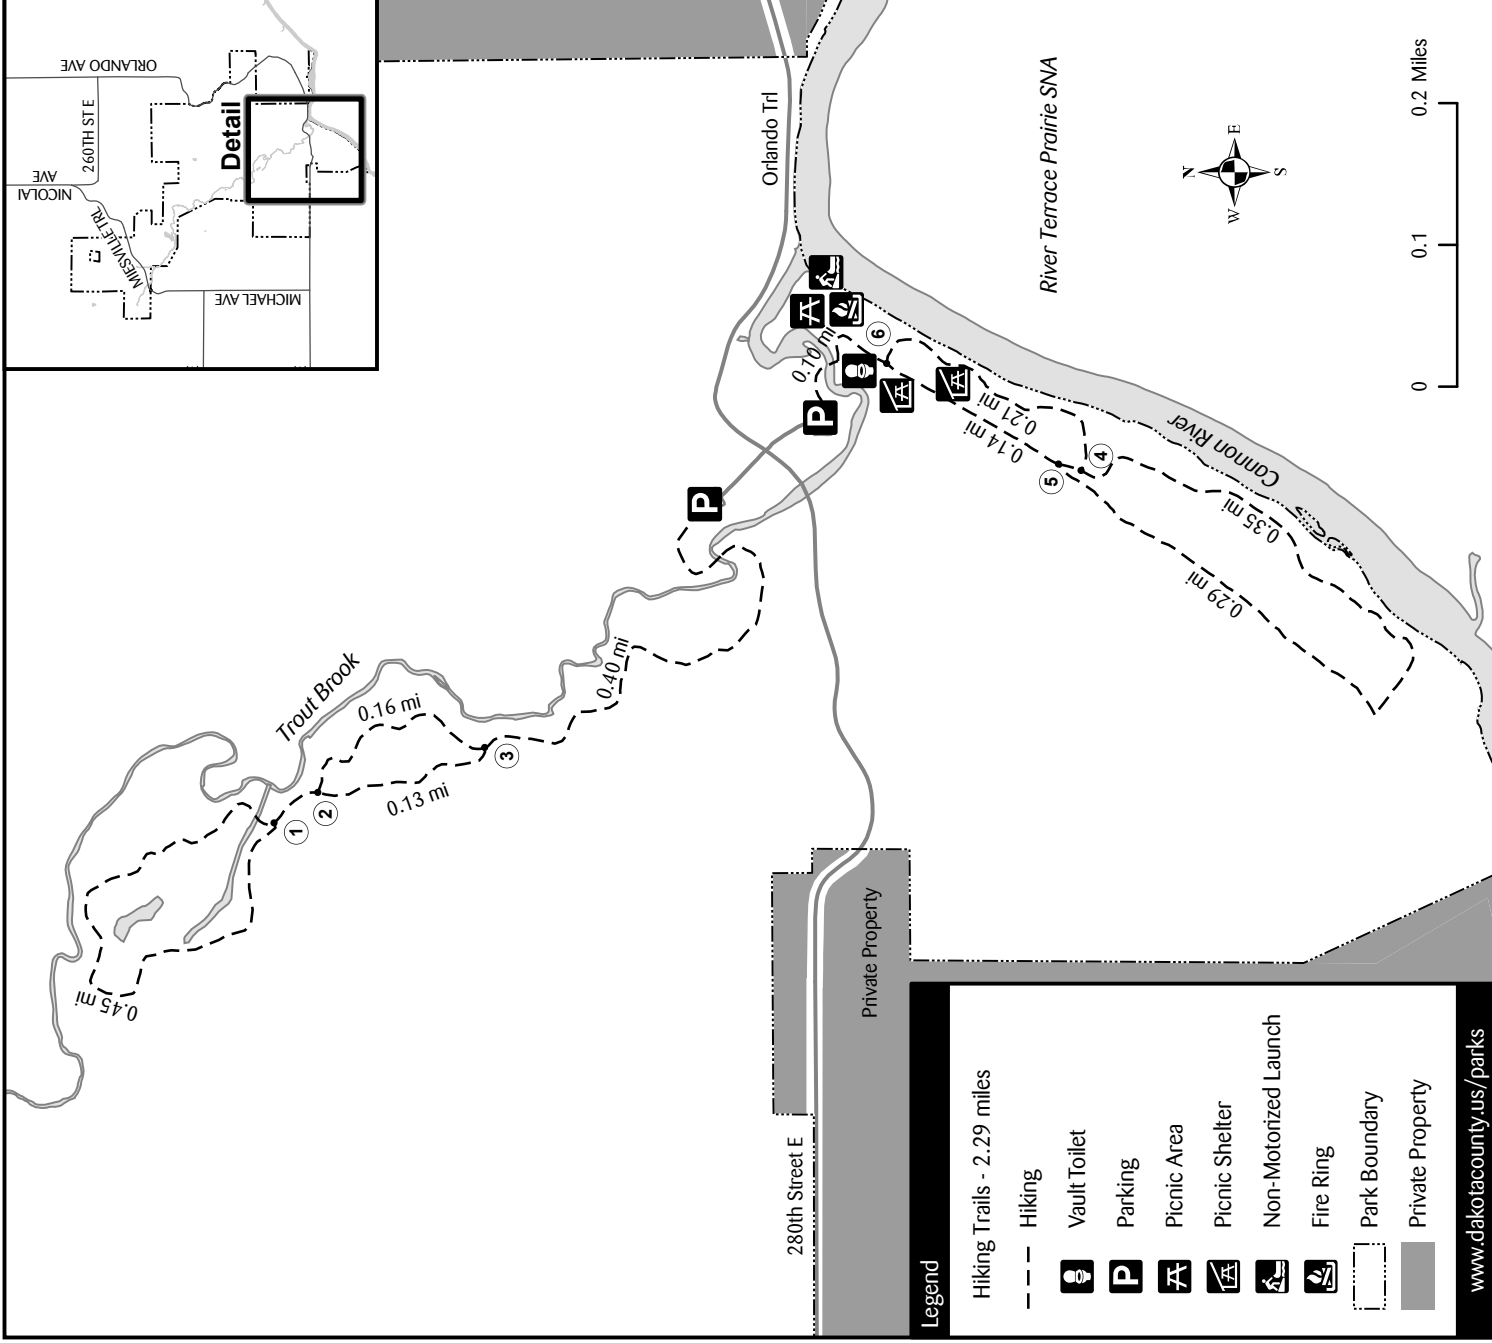 ORLANDO AVE
260TH ST E
NICOLAI
AVE
MIESVILLE TRL
MICHAEL AVE
Detail
Orlando Trl
River Terrace Prairie SNA
N
E
S
W
0
0.1
0.2 Miles
Trout Brook
Cannon River
0.45 mi
0.16 mi
0.13 mi
0.40 mi
0.10 mi
0.14 mi
0.21 mi
0.35 mi
0.29 mi
1
2
3
4
5
6
P
P
280th Street E
Private Property
Legend
Hiking Trails - 2.29 miles
Hiking
Vault Toilet
P Parking
Picnic Area
Picnic Shelter
Non-Motorized Launch
Fire Ring
Park Boundary
Private Property
www.dakotacounty.us/parks